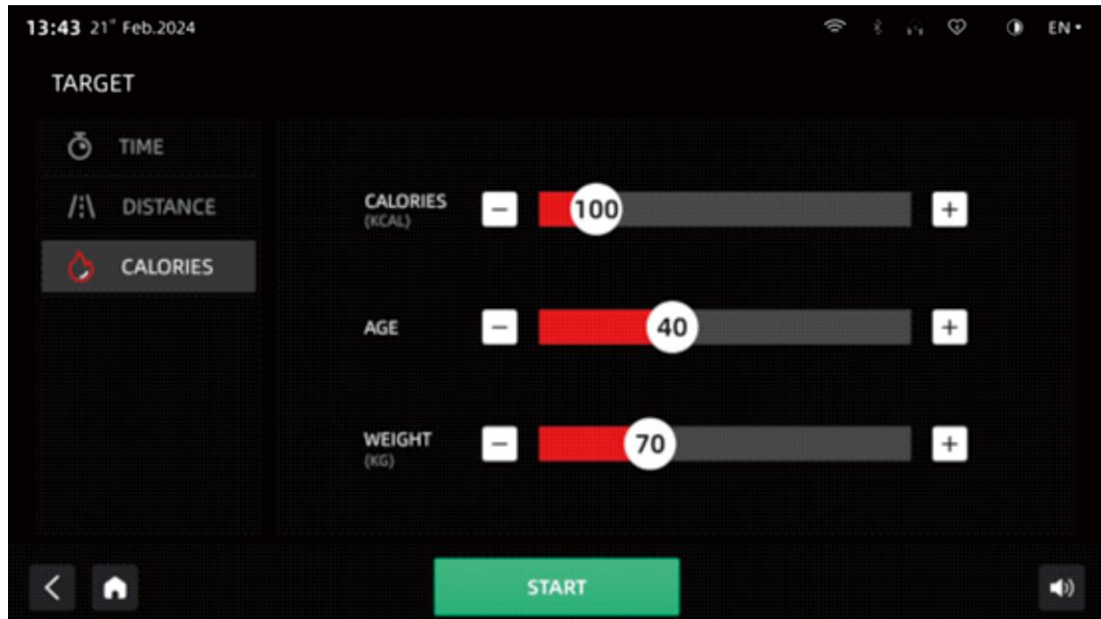 13:43 21" Feb.2024
EN
TARGET
TIME
DISTANCE
CALORIES
CALORIES
(KCAL)
100
AGE
40
WEIGHT
(KG)
70
START